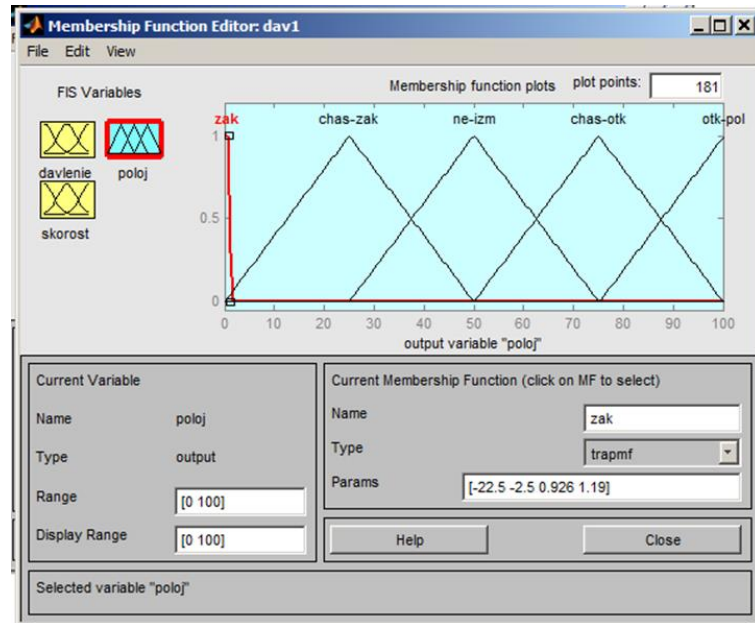 Membership Function Editor: dav1
File Edit View
FIS Variables
Membership function plots plot points: 181
zak chas-zak ne-izm chas-otk otk-pol
davlenie poloj
skorost
1
0.5
0
0 10 20 30 40 50 60 70 80 90 100
output variable "poloj"
Current Variable
Name poloj
Type output
Range [0 100]
Display Range [0 100]
Current Membership Function (click on MF to select)
Name zak
Type trapmf
Params [-22.5 -2.5 0.926 1.19]
Help Close
Selected variable "poloj"